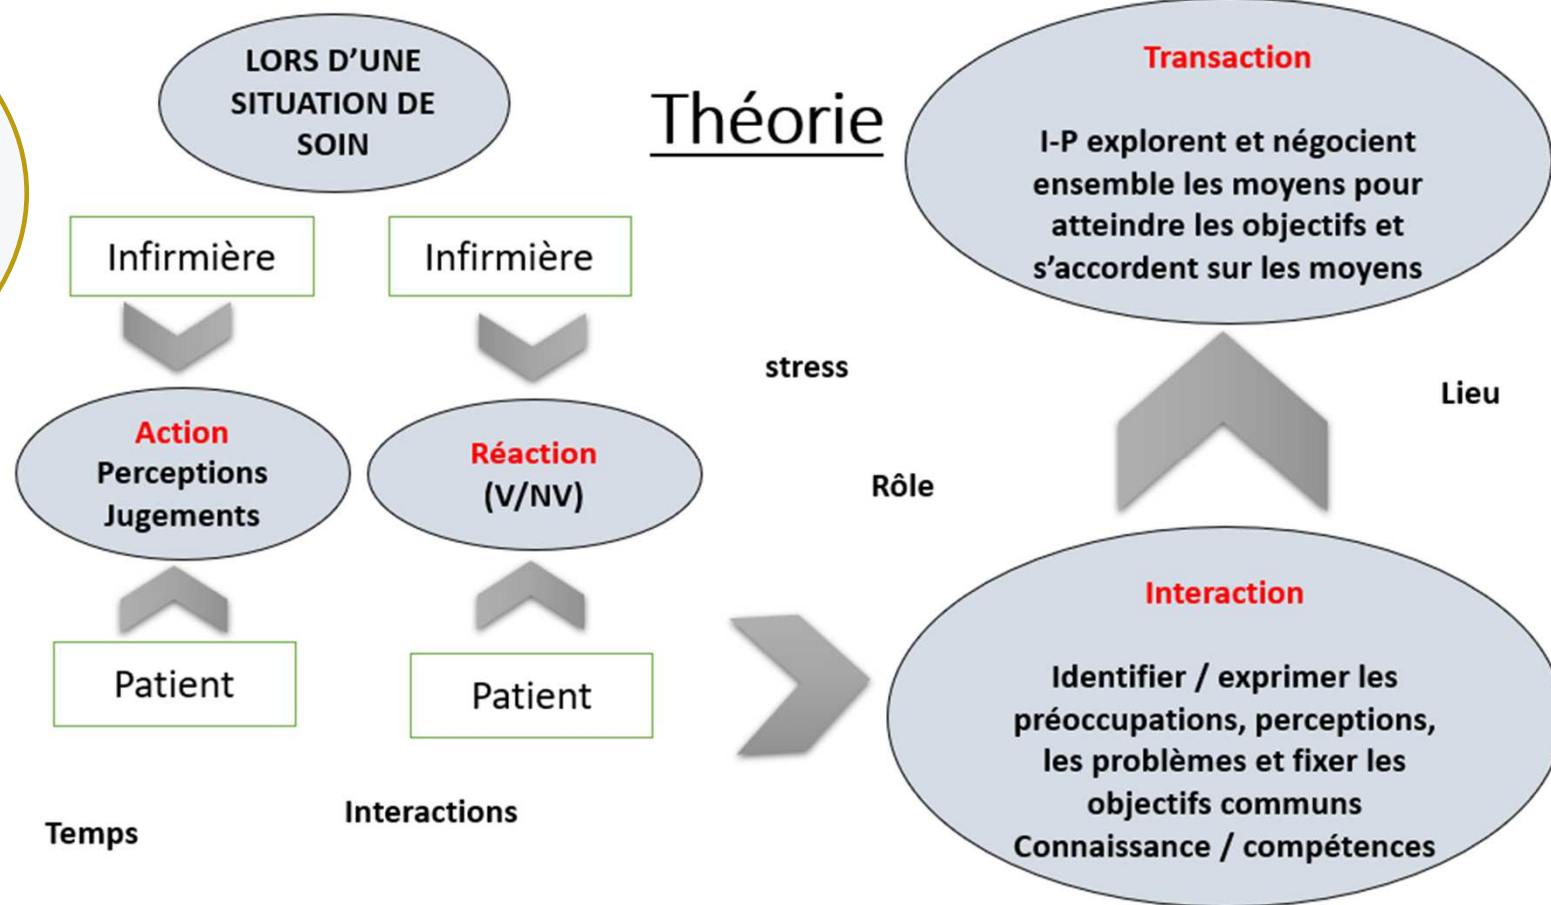 LORS D’UNE
SITUATION DE
SOIN
Théorie
Infirmière
Infirmière
Action
Perceptions
Jugements
Réaction
(V/NV)
Patient
Patient
Temps
Interactions
stress
Rôle
Lieu
Interaction
Identifier / exprimer les
préoccupations, perceptions,
les problèmes et fixer les
objectifs communs
Connaissance / compétences
Transaction
I-P explorent et négocient
ensemble les moyens pour
atteindre les objectifs et
s’accordent sur les moyens